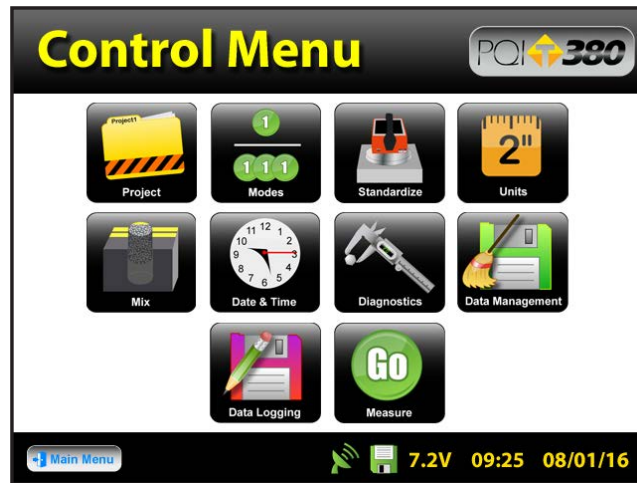 Control Menu
PQI T 380
Project1
1
1 1 1
2"
Project
Modes
Standardize
Units
11 12 1
10 2
9 3
8 4
7 6 5
Mix
Date & Time
Diagnostics
Data Management
Go
Data Logging
Measure
Main Menu
7.2V 09:25 08/01/16